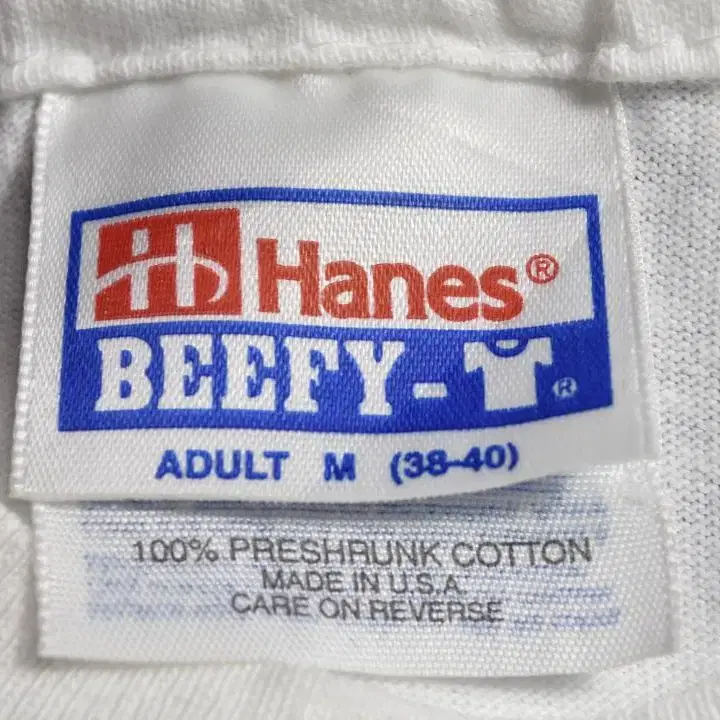 H Hanes®
BEEFY-T®
ADULT M (38-40)
100% PRESHRUNK COTTON
MADE IN U.S.A.
CARE ON REVERSE